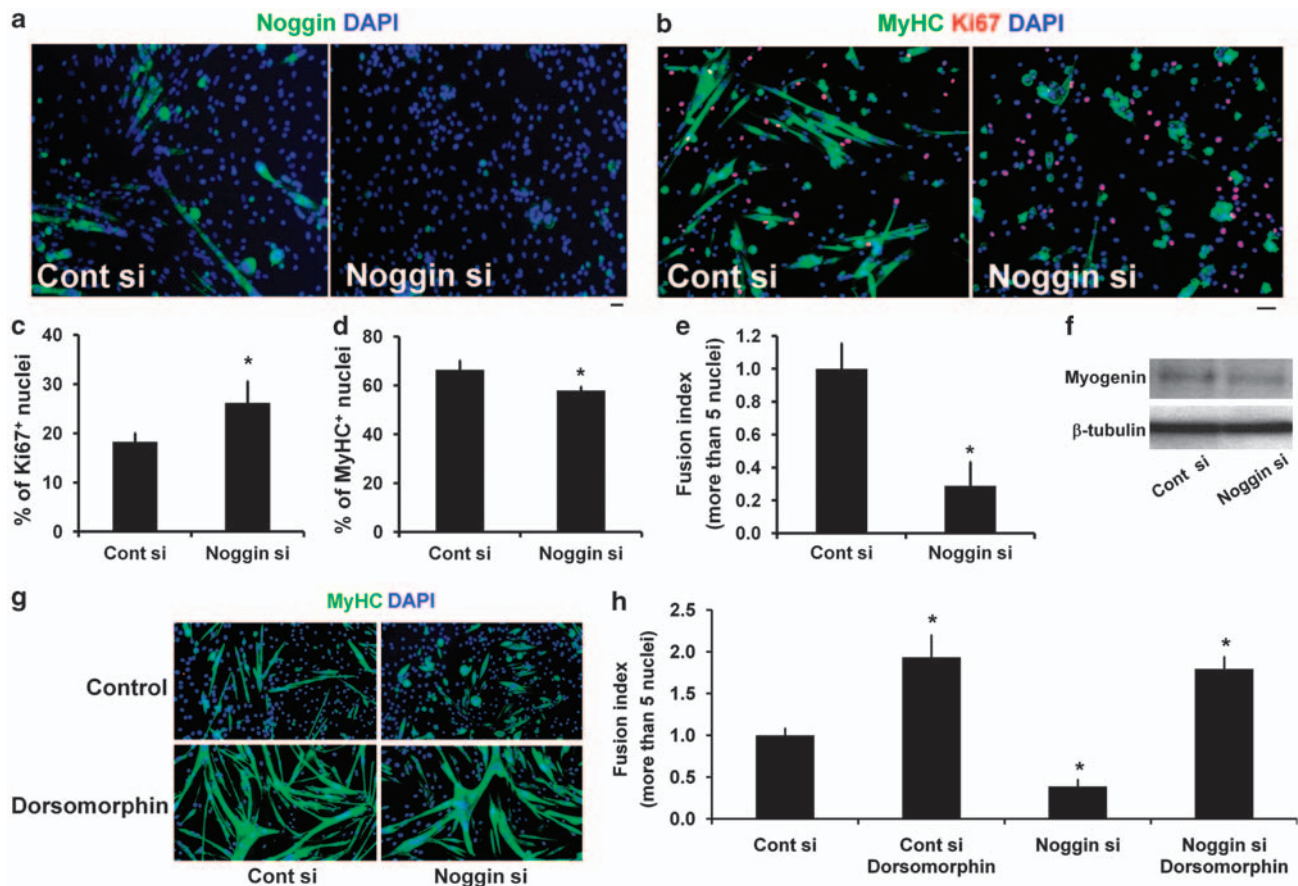 a
Noggin DAPI
Cont si
Noggin si
b
MyHC Ki67 DAPI
Cont si
Noggin si
c
% of Ki67+ nuclei
40
30
20
10
0
*
Cont si
Noggin si
d
% of MyHC+ nuclei
80
60
40
20
0
*
Cont si
Noggin si
e
Fusion index
(more than 5 nuclei)
1.2
1.0
0.8
0.6
0.4
0.2
0.0
*
Cont si
Noggin si
f
Myogenin
β-tubulin
Cont si
Noggin si
g
MyHC DAPI
Control
Dorsomorphin
Cont si
Noggin si
h
Fusion index
(more than 5 nuclei)
2.5
2.0
1.5
1.0
0.5
0.0
*
*
*
Cont si
Cont si
Dorsomorphin
Noggin si
Noggin si
Dorsomorphin